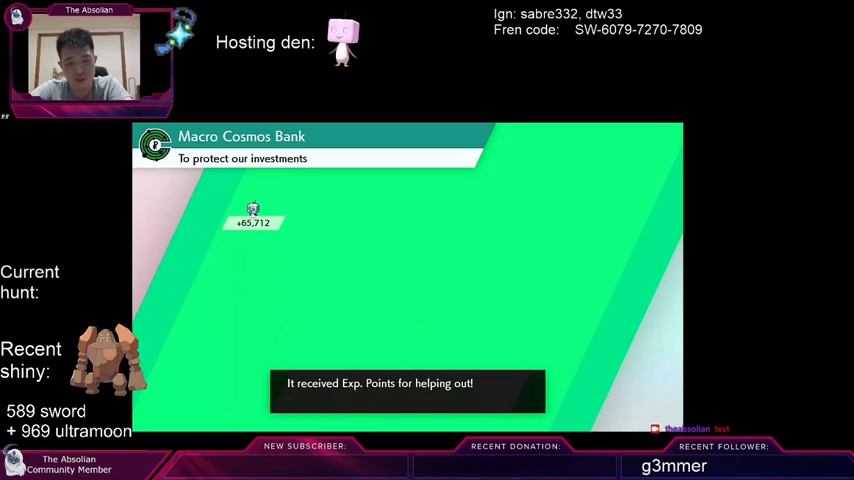 The Absolian
Hosting den:
Ign: sabre332, dtw33
Fren code: SW-6079-7270-7809
"
Macro Cosmos Bank
To protect our investments
+65,712
Current
hunt:
Recent
shiny:
589 sword
+ 969 ultramoon
It received Exp. Points for helping out!
theabsolian test
The Absolian
Community Member
NEW SUBSCRIBER:
RECENT DONATION:
RECENT FOLLOWER:
g3mmer